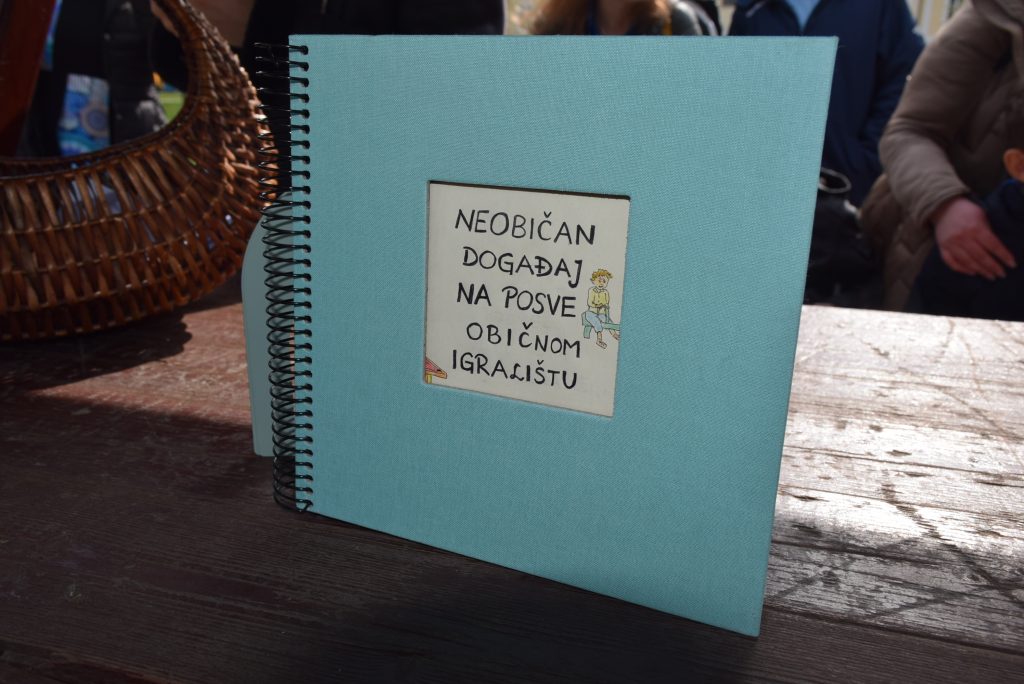 NEOBIČAN
DOGAĐAJ
NA POSVE
OBIČNOM
IGRALIŠTU